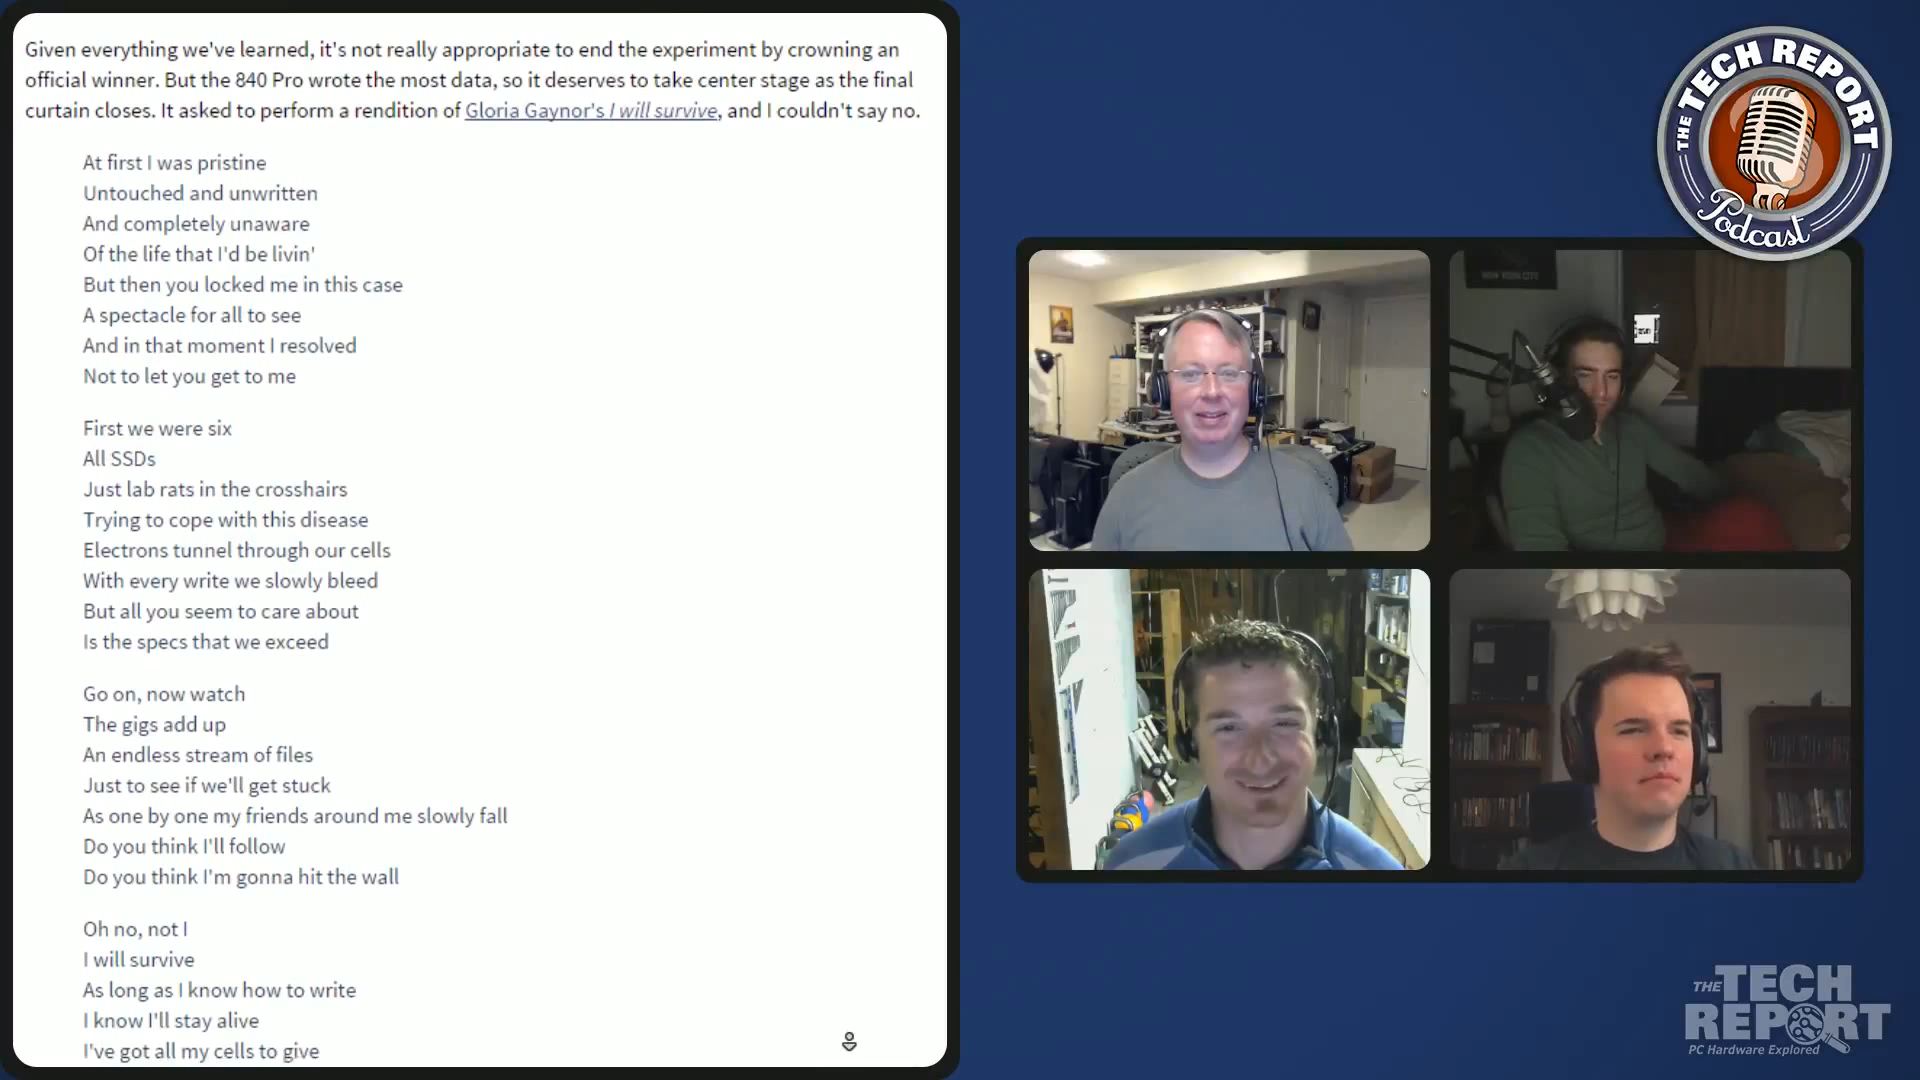 Given everything we've learned, it's not really appropriate to end the experiment by crowning an
official winner. But the 840 Pro wrote the most data, so it deserves to take center stage as the final
curtain closes. It asked to perform a rendition of Gloria Gaynor's I will survive, and I couldn't say no.
At first I was pristine
Untouched and unwritten
And completely unaware
Of the life that I'd be livin'
But then you locked me in this case
A spectacle for all to see
And in that moment I resolved
Not to let you get to me
First we were six
All SSDs
Just lab rats in the crosshairs
Trying to cope with this disease
Electrons tunnel through our cells
With every write we slowly bleed
But all you seem to care about
Is the specs that we exceed
Go on, now watch
The gigs add up
An endless stream of files
Just to see if we'll get stuck
As one by one my friends around me slowly fall
Do you think I'll follow
Do you think I'm gonna hit the wall
Oh no, not I
I will survive
As long as I know how to write
I know I'll stay alive
I've got all my cells to give
THE TECH REPORT
Podcast
THE TECH
REPORT
PC Hardware Explored